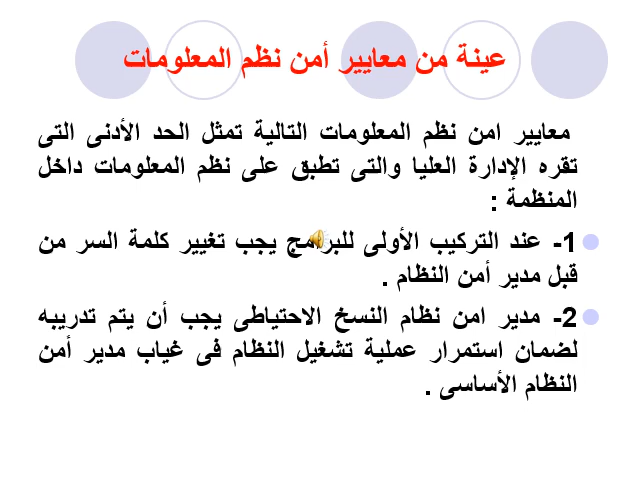 عينة من معايير أمن نظم المعلومات
معايير امن نظم المعلومات التالية تمثل الحد الأدنى التى
تقره الإدارة العليا والتى تطبق على نظم المعلومات داخل
المنظمة :
1- عند التركيب الأولى للبرامج يجب تغيير كلمة السر من
قبل مدير أمن النظام .
2- مدير امن نظام النسخ الاحتياطى يجب أن يتم تدريبه
لضمان استمرار عملية تشغيل النظام فى غياب مدير أمن
النظام الأساسى .